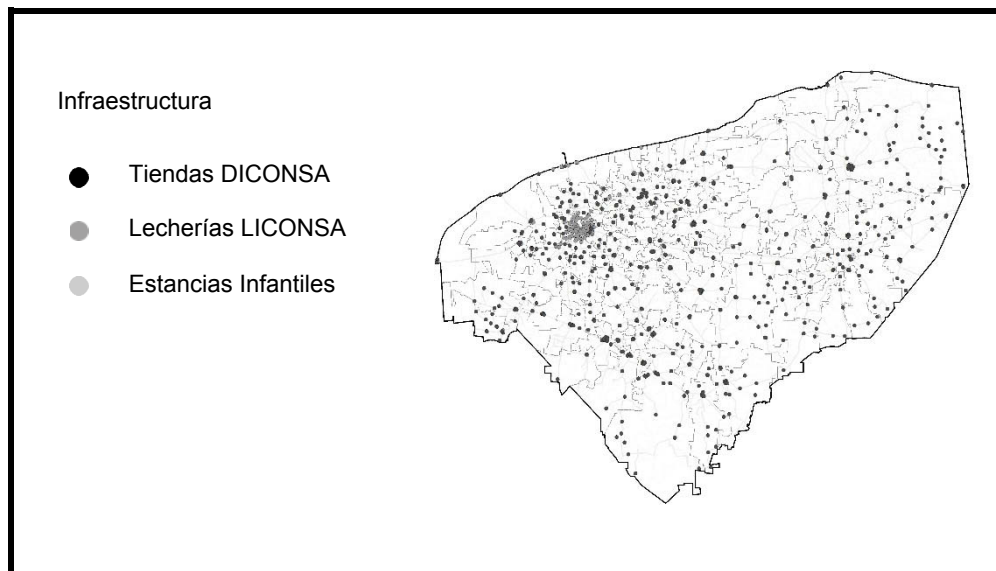 Infraestructura
Tiendas DICONSA
Lecherías LICONSA
Estancias Infantiles